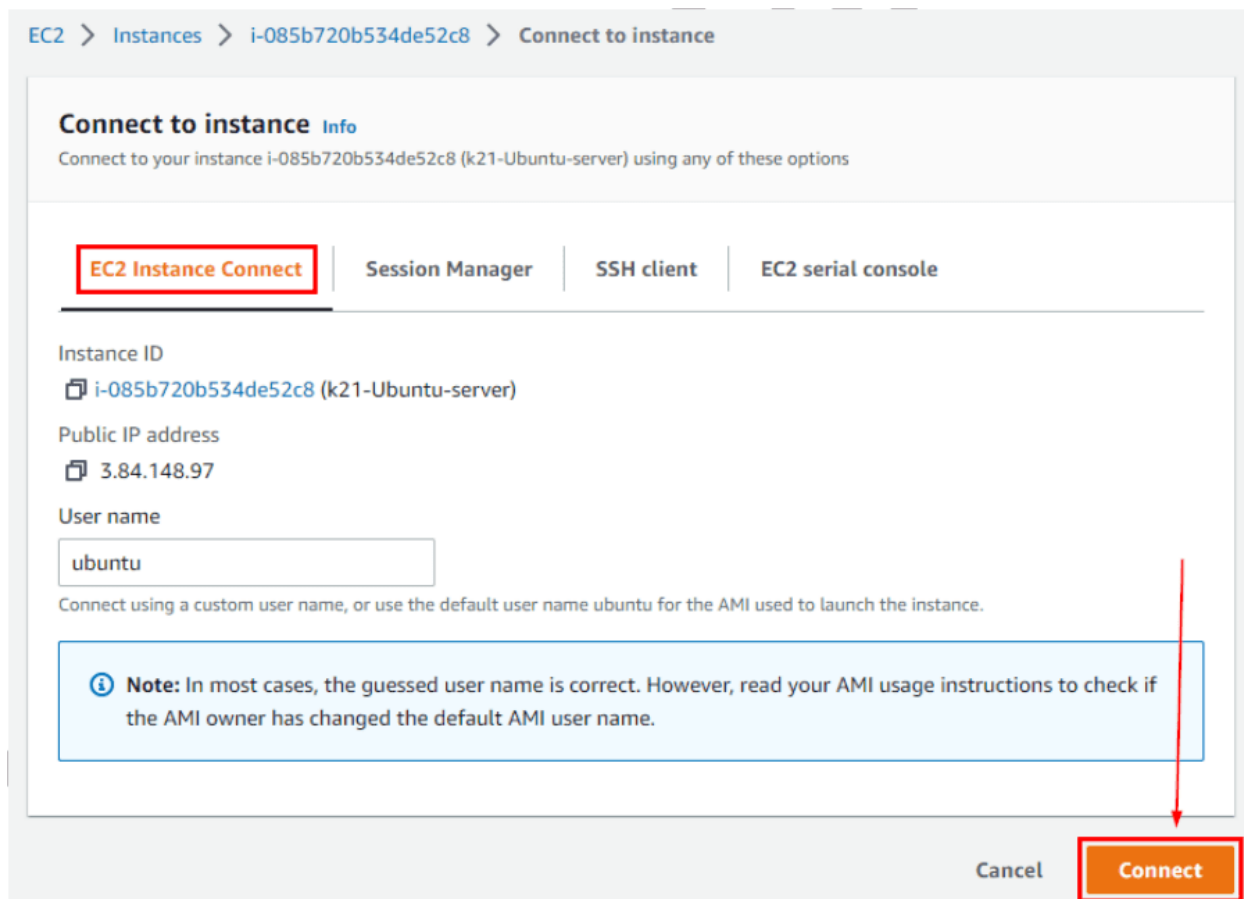 EC2 > Instances > i-085b720b534de52c8 > Connect to instance
Connect to instance Info
Connect to your instance i-085b720b534de52c8 (k21-Ubuntu-server) using any of these options
EC2 Instance Connect Session Manager SSH client EC2 serial console
Instance ID
i-085b720b534de52c8 (k21-Ubuntu-server)
Public IP address
3.84.148.97
User name
ubuntu
Connect using a custom user name, or use the default user name ubuntu for the AMI used to launch the instance.
Note: In most cases, the guessed user name is correct. However, read your AMI usage instructions to check if
the AMI owner has changed the default AMI user name.
Cancel Connect